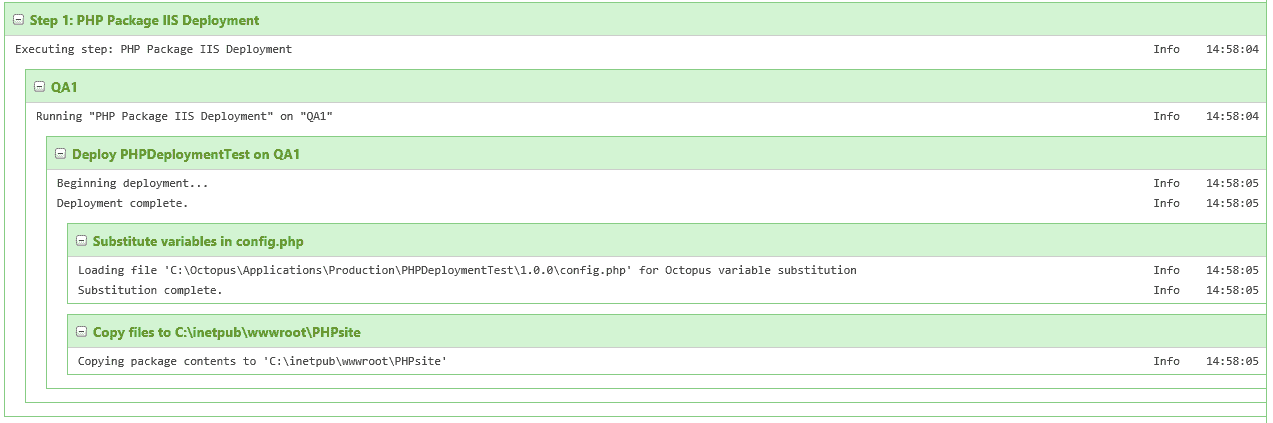 Step 1: PHP Package IIS Deployment
Executing step: PHP Package IIS Deployment Info 14:58:04
QA1
Running "PHP Package IIS Deployment" on "QA1" Info 14:58:04
Deploy PHPDeploymentTest on QA1
Beginning deployment... Info 14:58:05
Deployment complete. Info 14:58:05
Substitute variables in config.php
Loading file 'C:\Octopus\Applications\Production\PHPDeploymentTest\1.0.0\config.php' for Octopus variable substitution Info 14:58:05
Substitution complete. Info 14:58:05
Copy files to C:\inetpub\wwwroot\PHPsite
Copying package contents to 'C:\inetpub\wwwroot\PHPsite' Info 14:58:05